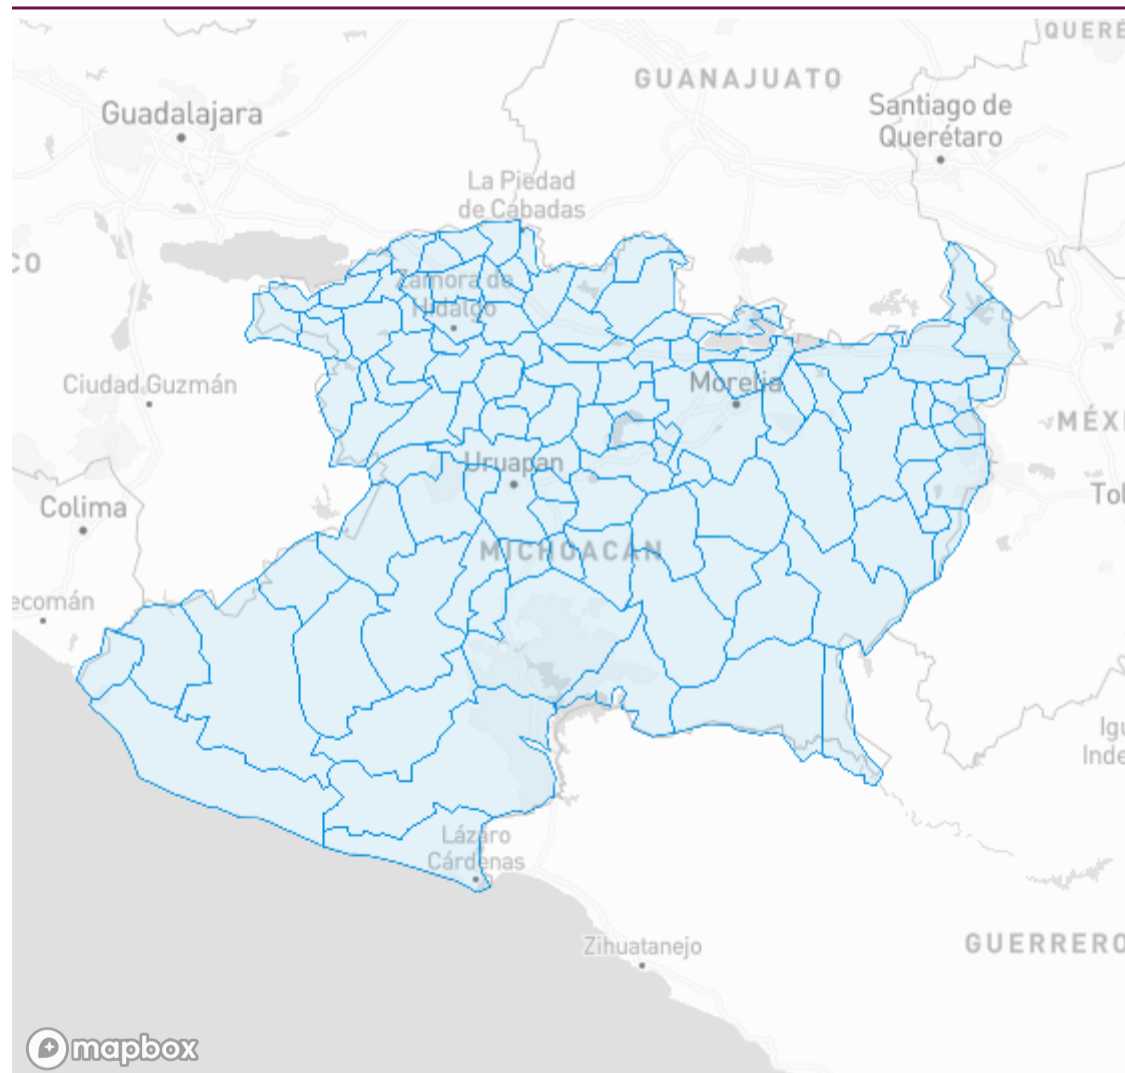 QUERÉ
GUANAJUATO
Guadalajara
Santiago de
Querétaro
La Piedad
de Cabadas
CO
Zamora de
Hidalgo
Ciudad Guzmán
Morelia
MÉXI
Uruapan
Tol
Colima
MICHOACÁN
ecomán
Igu
Inde
Lázaro
Cárdenas
Zihuatanejo
GUERRERO
mapbox